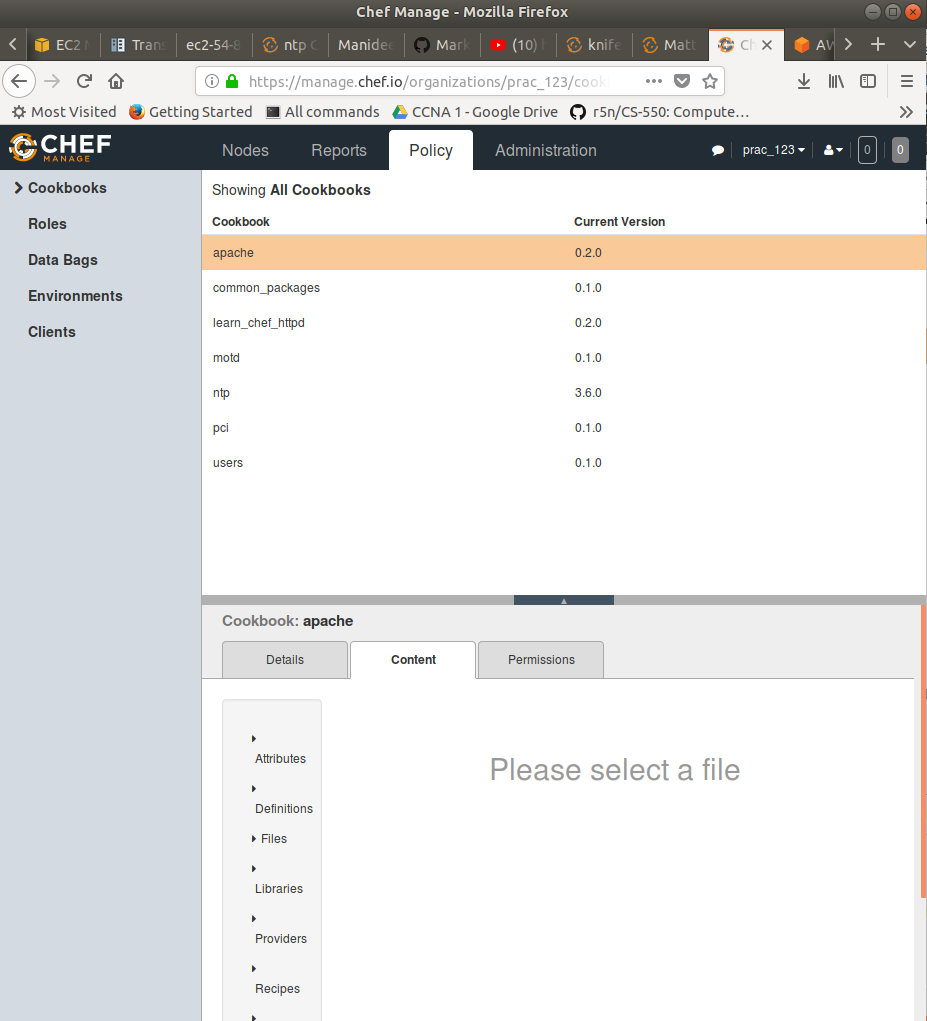 Chef Manage - Mozilla Firefox
EC2 Tran ec2-54-8 ntp Manidee Mark (10) knife Matt Ch AW
https://manage.chef.io/organizations/prac_123/cook
Most Visited Getting Started All commands CCNA 1 - Google Drive r5n/CS-550: Compute…
CHEF
MANAGE
Nodes Reports Policy Administration prac_123 0 0
Cookbooks
Roles
Data Bags
Environments
Clients
Showing All Cookbooks
Cookbook Current Version
apache 0.2.0
common_packages 0.1.0
learn_chef_httpd 0.2.0
motd 0.1.0
ntp 3.6.0
pci 0.1.0
users 0.1.0
Cookbook: apache
Details Content Permissions
Attributes
Definitions
Files
Libraries
Providers
Recipes
Please select a file